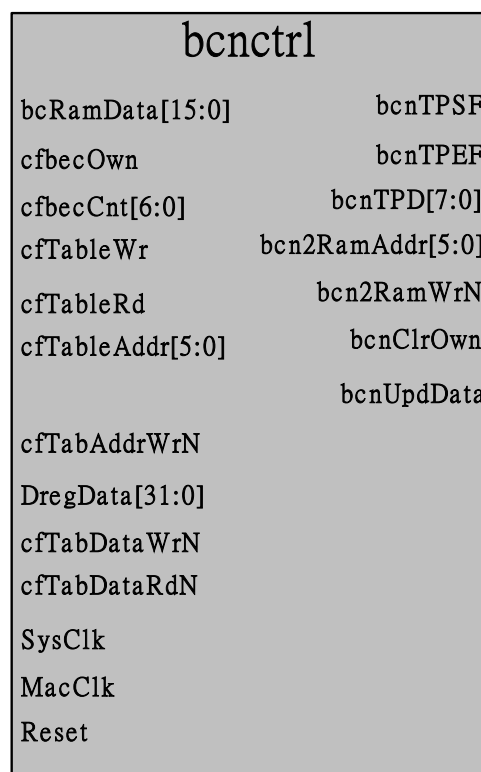 bcnctrl
bcRamData[15:0]
cfbecOwn
cfbecCnt[6:0]
cfTableWr
cfTableRd
cfTableAddr[5:0]
cfTabAddrWrN
DregData[31:0]
cfTabDataWrN
cfTabDataRdN
SysClk
MacClk
Reset
bcnTPSF
bcnTPEF
bcnTPD[7:0]
bcn2RamAddr[5:0]
bcn2RamWrN
bcnClrOwn
bcnUpdData